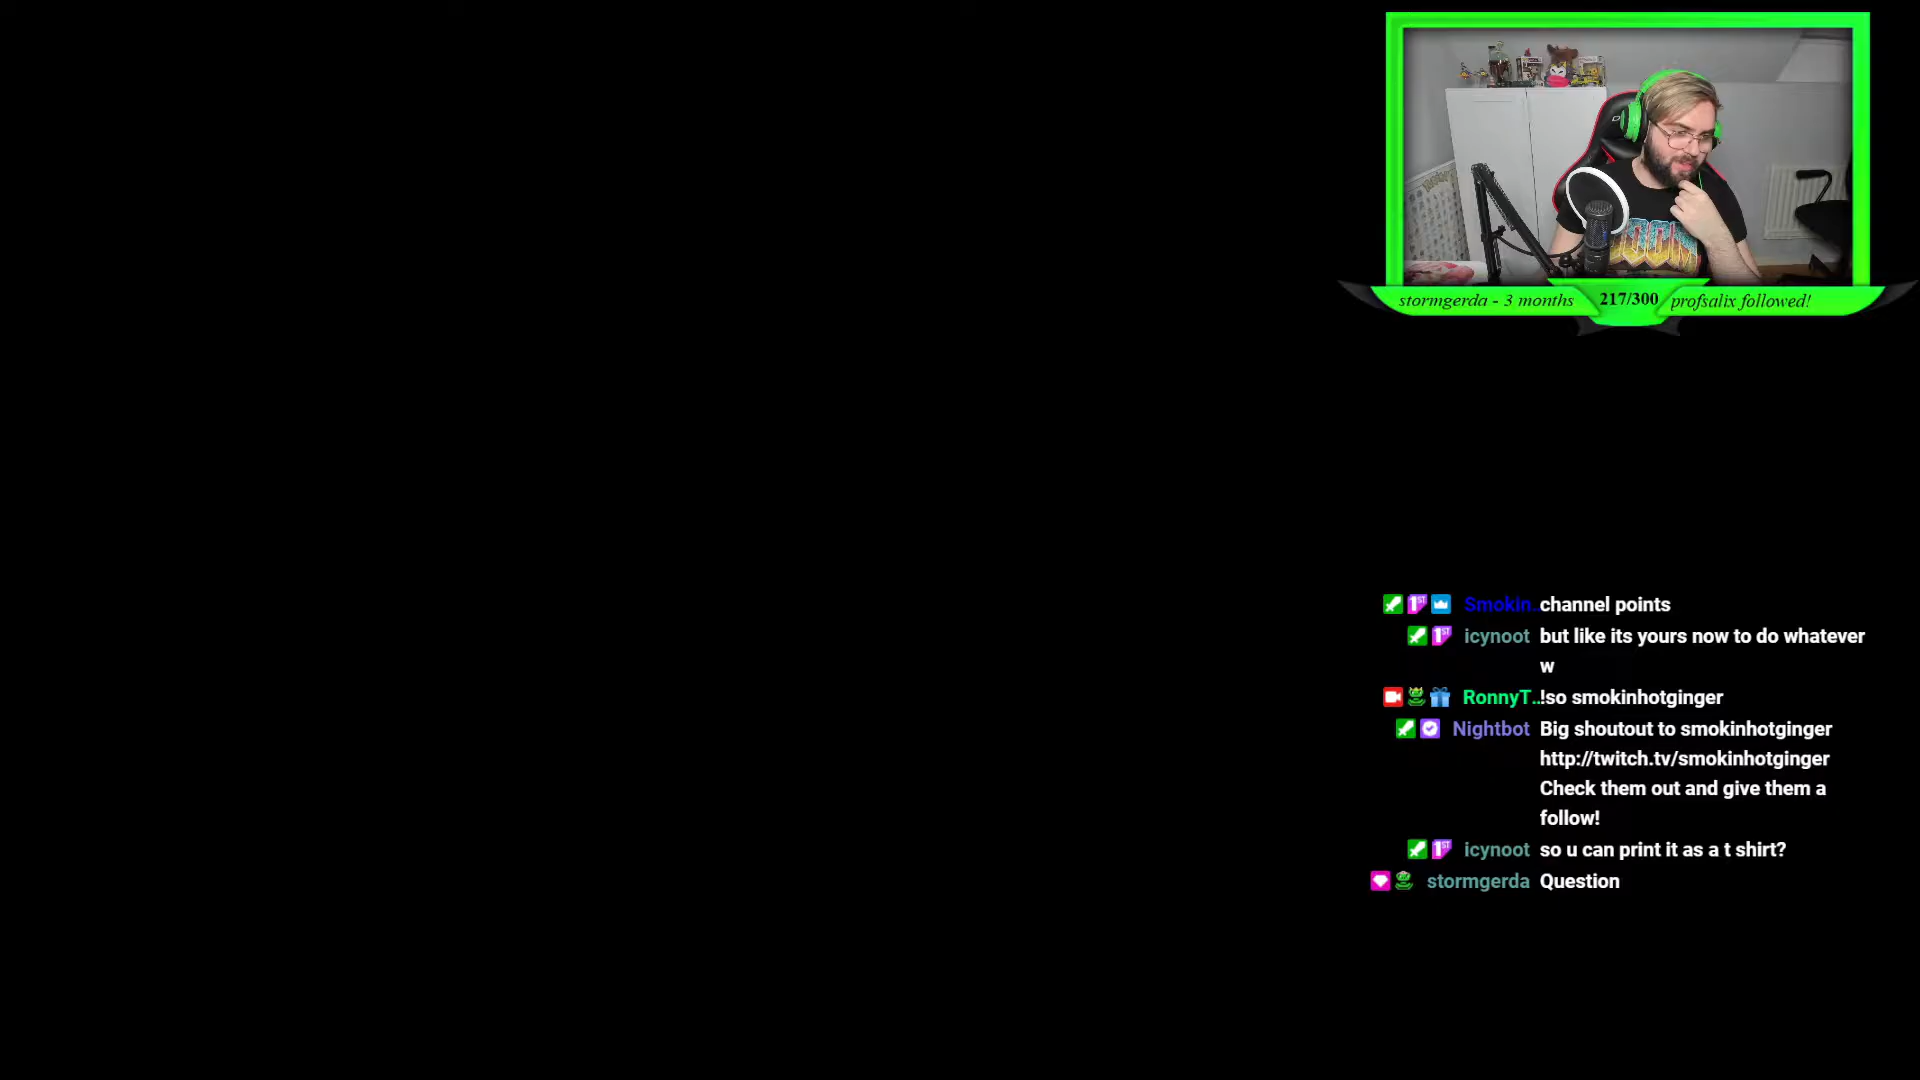 stormgerda - 3 months
217/300
profsalix followed!
Smokin.. channel points
icynoot but like its yours now to do whatever
w
RonnyT.. !so smokinhotginger
Nightbot Big shoutout to smokinhotginger
http://twitch.tv/smokinhotginger
Check them out and give them a
follow!
icynoot so u can print it as a t shirt?
stormgerda Question